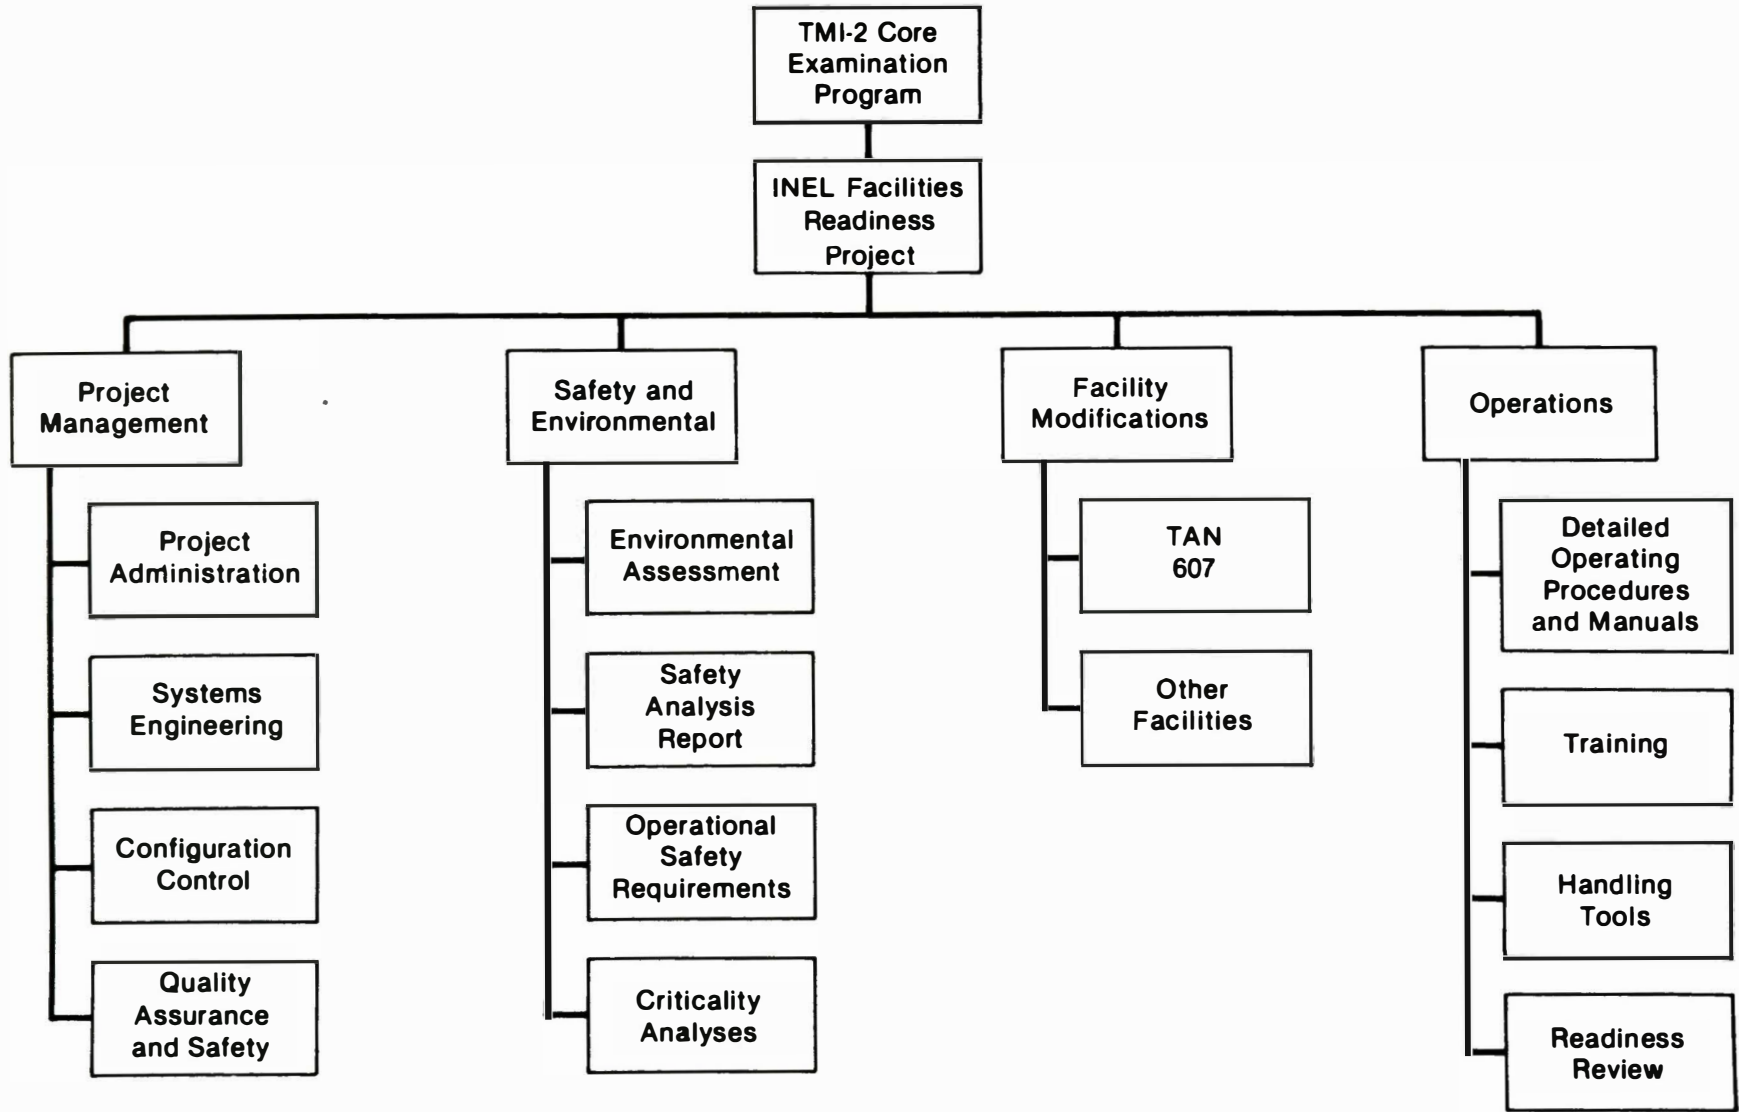 TMI-2 Core
Examination
Program
INEL Facilities
Readiness
Project
Project
Management
Project
Administration
Systems
Engineering
Configuration
Control
Quality
Assurance
and Safety
Safety and
Environmental
Environmental
Assessment
Safety
Analysis
Report
Operational
Safety
Requirements
Criticality
Analyses
Facility
Modifications
TAN
607
Other
Facilities
Operations
Detailed
Operating
Procedures
and Manuals
Training
Handling
Tools
Readiness
Review